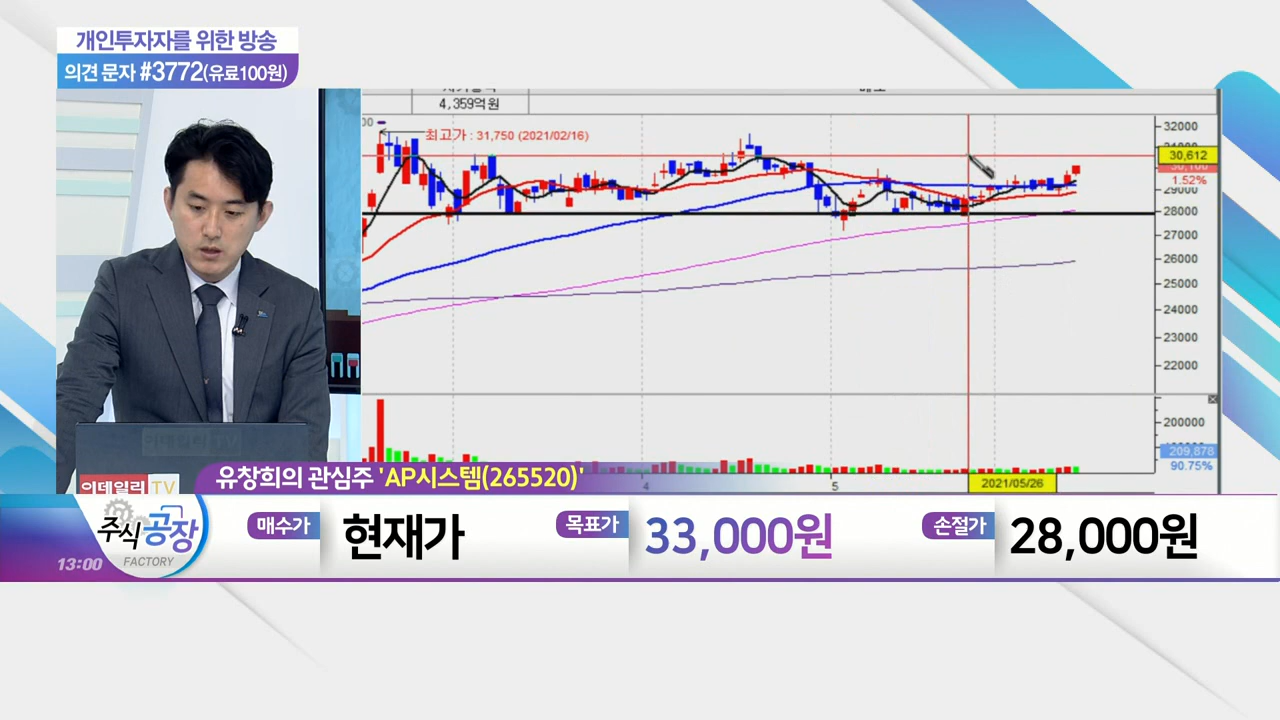 개인투자자를 위한 방송
의견 문자 #3772(유료100원)
4,359억원
최고가 : 31,750 (2021/02/16)
32000
30,612
1.52%
29000
28000
27000
26000
25000
24000
23000
22000
200000
209,878
90.75%
4
5
2021/05/26
이데일리 TV
유창희의 관심주 'AP시스템(265520)'
주식공장
FACTORY
13:00
매수가
현재가
목표가
33,000원
손절가
28,000원